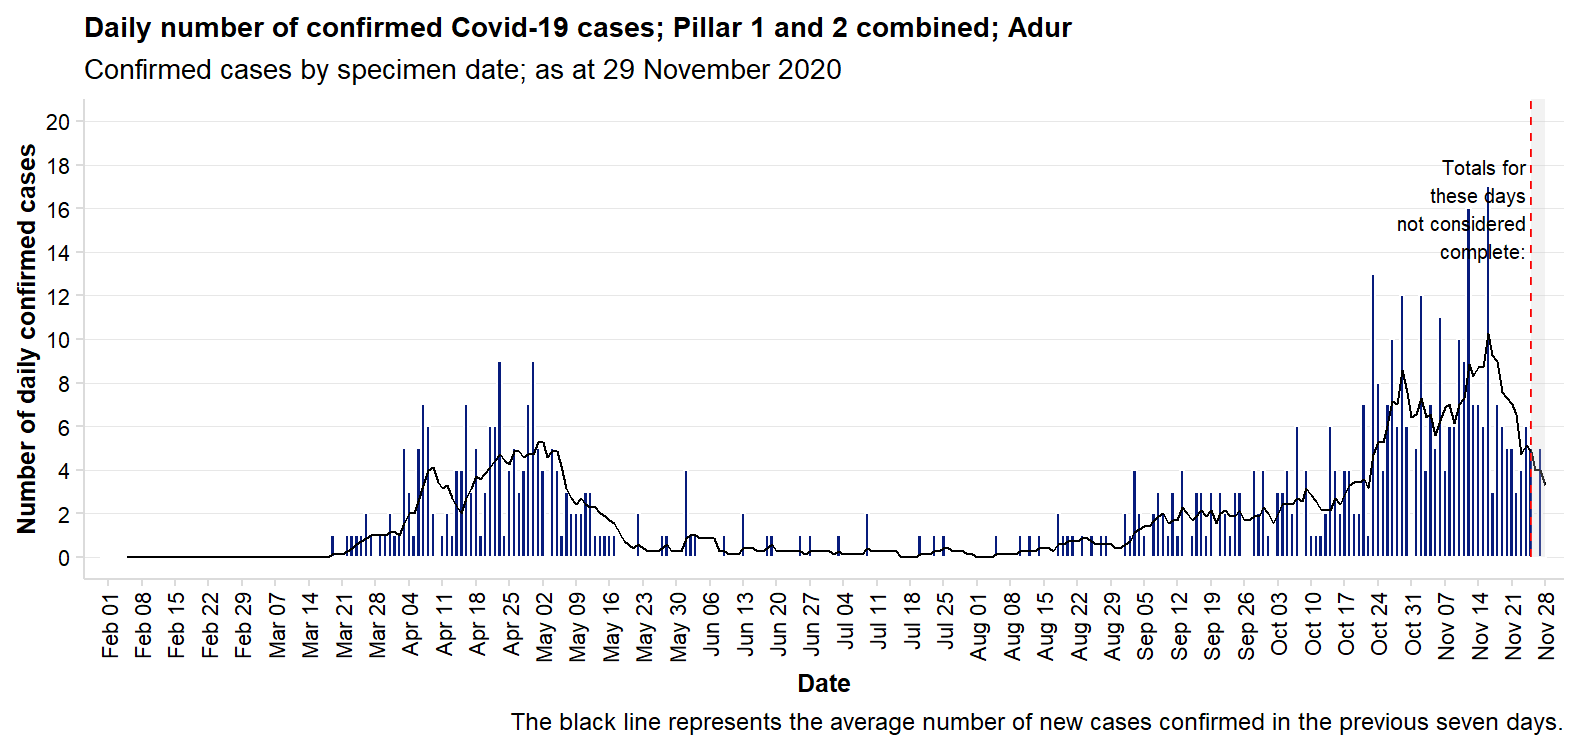 Daily number of confirmed Covid-19 cases; Pillar 1 and 2 combined; Adur
Confirmed cases by specimen date; as at 29 November 2020
Number of daily confirmed cases
20
18
16
14
12
10
8
6
4
2
0
Totals for
these days
not considered
complete:
Feb 01
Feb 08
Feb 15
Feb 22
Feb 29
Mar 07
Mar 14
Mar 21
Mar 28
Apr 04
Apr 11
Apr 18
Apr 25
May 02
May 09
May 16
May 23
May 30
Jun 06
Jun 13
Jun 20
Jun 27
Jul 04
Jul 11
Jul 18
Jul 25
Aug 01
Aug 08
Aug 15
Aug 22
Aug 29
Sep 05
Sep 12
Sep 19
Sep 26
Oct 03
Oct 10
Oct 17
Oct 24
Oct 31
Nov 07
Nov 14
Nov 21
Nov 28
Date
The black line represents the average number of new cases confirmed in the previous seven days.